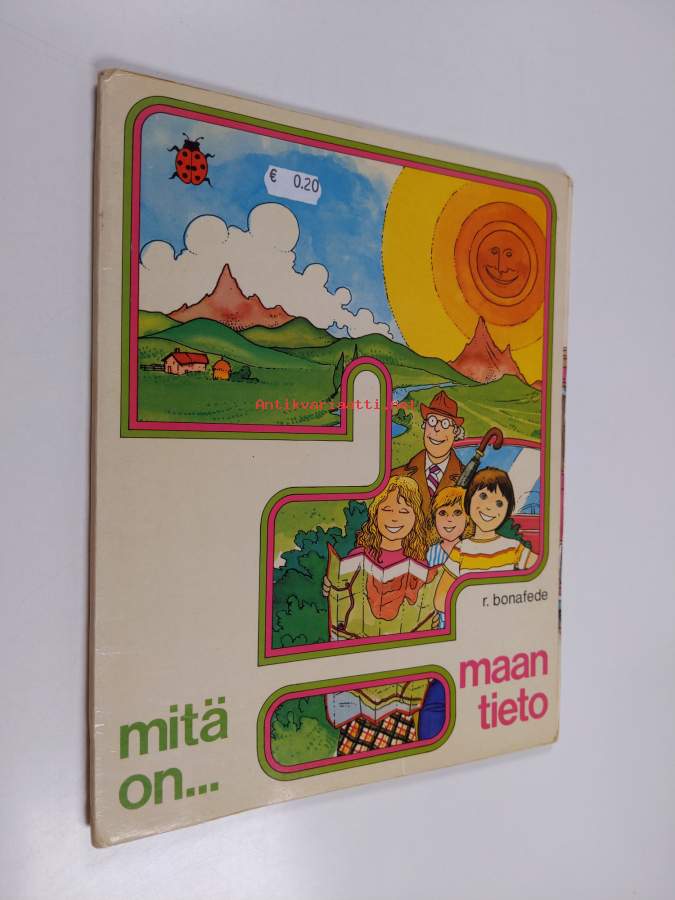 € 0.20
Antikvariaatti.net
r. bonafede
mitä
on...
maan
tieto